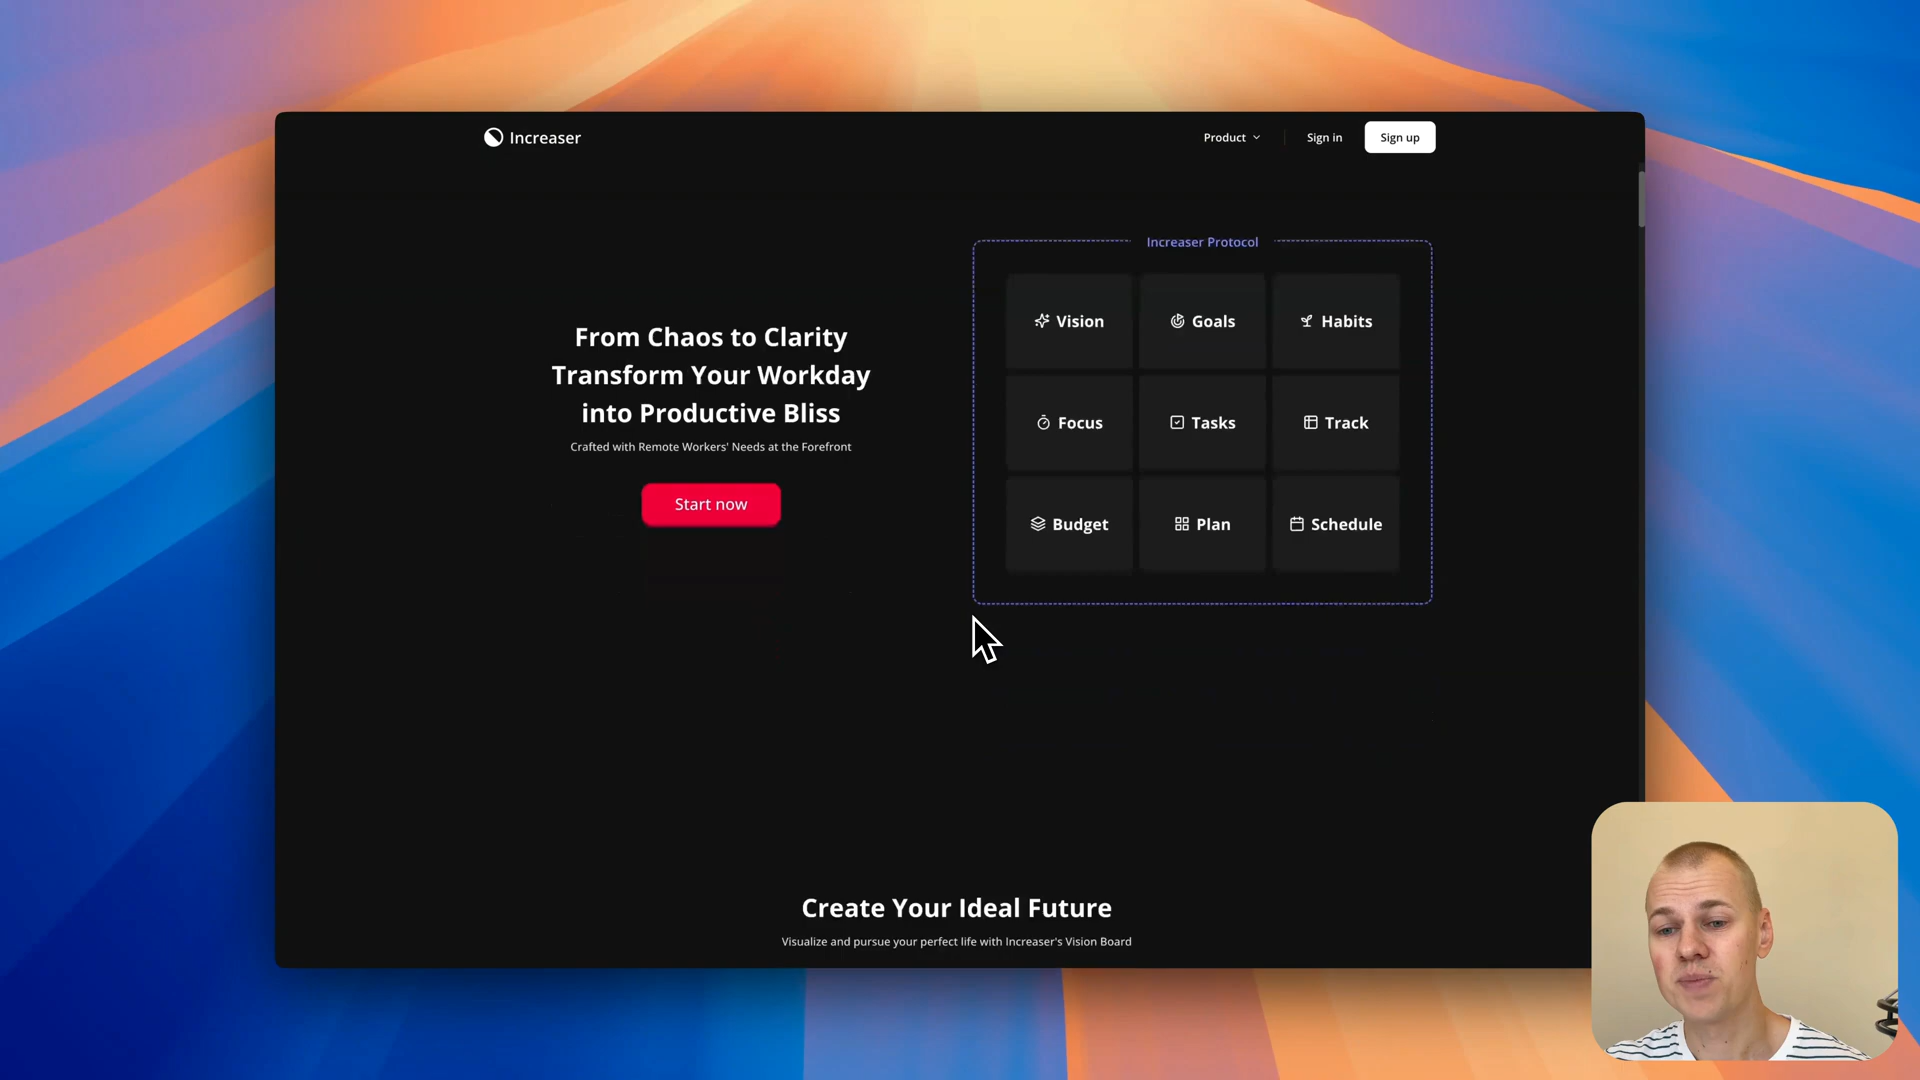 Increaser
Product
Sign in
Sign up
From Chaos to Clarity
Transform Your Workday
into Productive Bliss
Crafted with Remote Workers' Needs at the Forefront
Start now
Increaser Protocol
Vision
Goals
Habits
Focus
Tasks
Track
Budget
Plan
Schedule
Create Your Ideal Future
Visualize and pursue your perfect life with Increaser's Vision Board